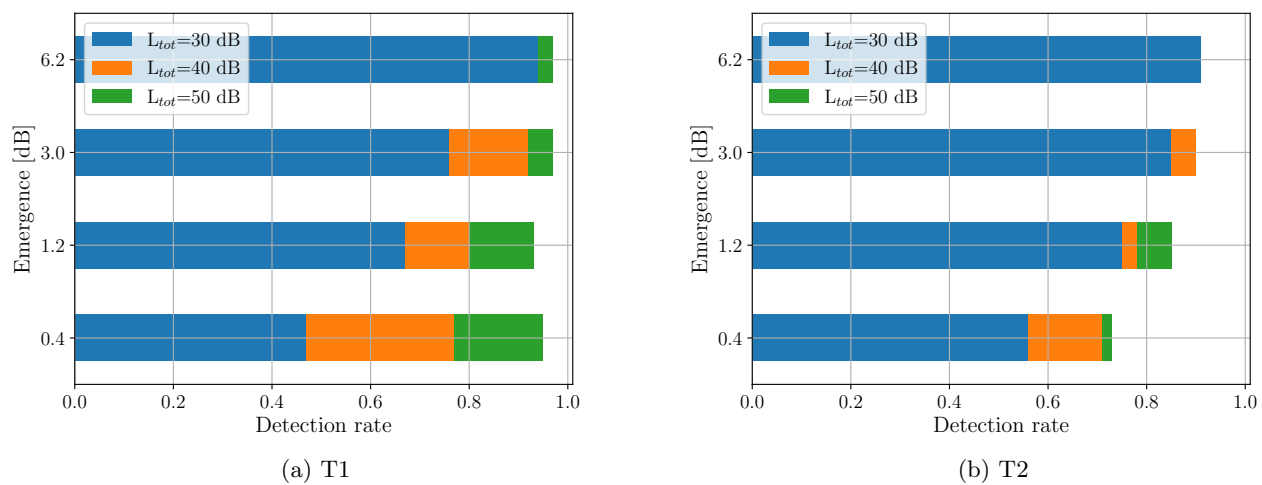 L_tot=30 dB
L_tot=40 dB
L_tot=50 dB
Emergence [dB]
6.2
3.0
1.2
0.4
0.0 0.2 0.4 0.6 0.8 1.0
Detection rate
(a) T1
L_tot=30 dB
L_tot=40 dB
L_tot=50 dB
Emergence [dB]
6.2
3.0
1.2
0.4
0.0 0.2 0.4 0.6 0.8 1.0
Detection rate
(b) T2